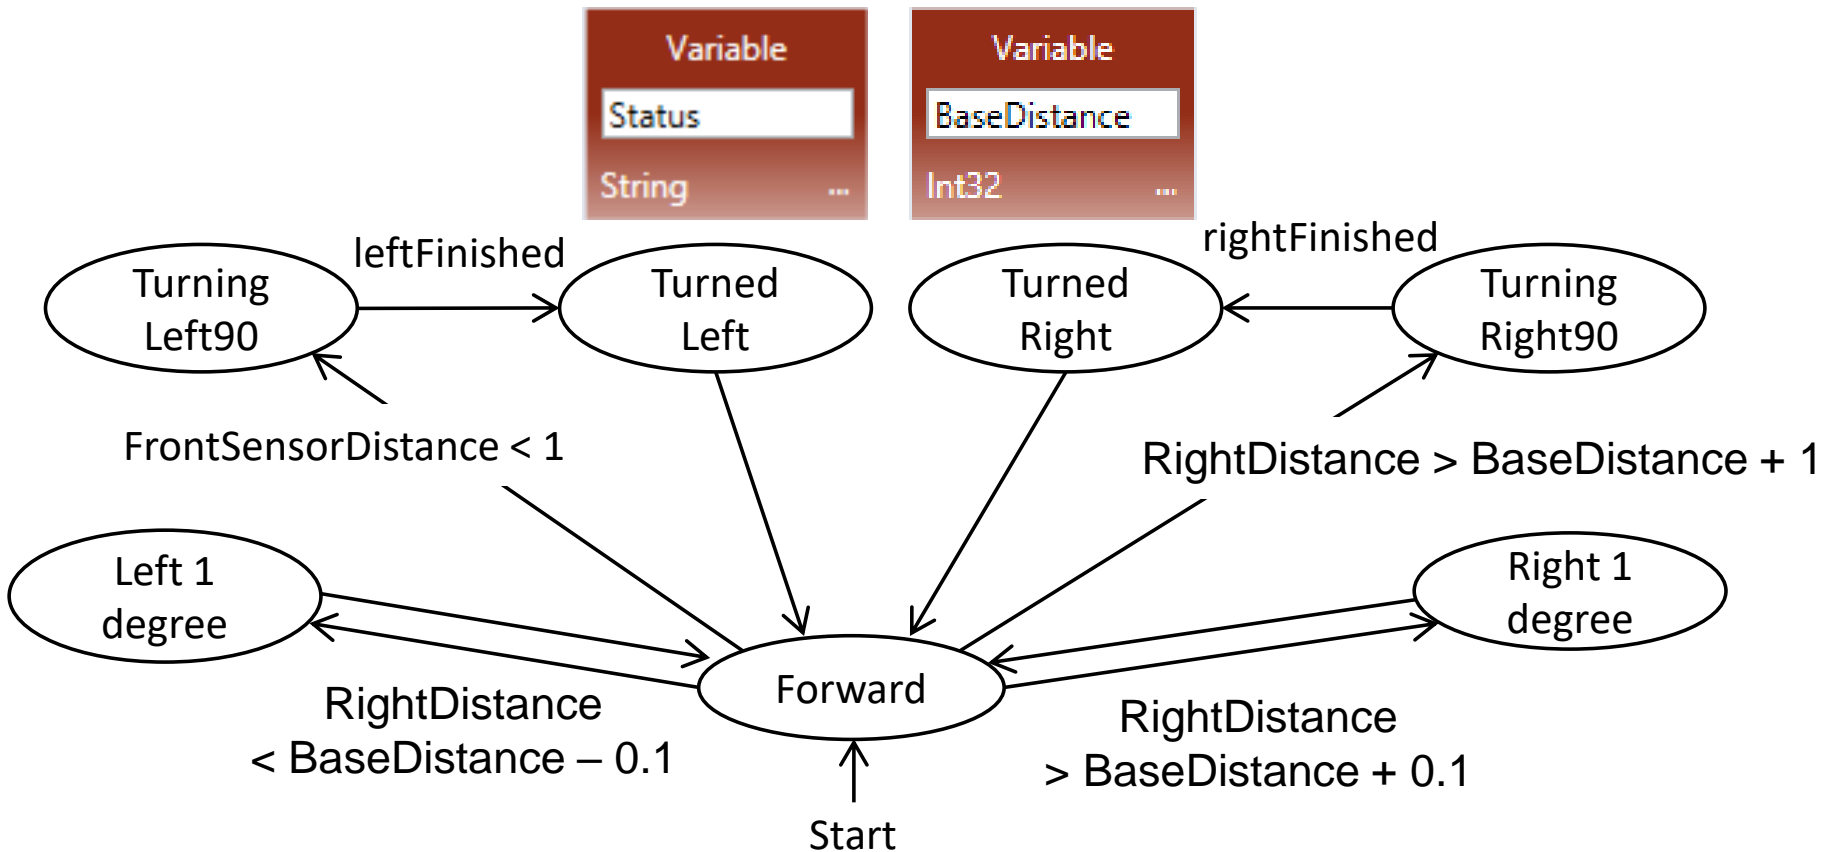 Variable
Status
String ...
Variable
BaseDistance
Int32 ...
leftFinished
rightFinished
Turning
Left90
Turned
Left
Turned
Right
Turning
Right90
FrontSensorDistance < 1
RightDistance > BaseDistance + 1
Left 1
degree
Right 1
degree
Forward
RightDistance
< BaseDistance – 0.1
RightDistance
> BaseDistance + 0.1
Start